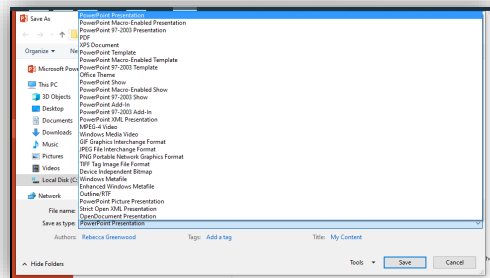 Save As
Organize
Ne
Microsoft Powe
This PC
3D Objects
Desktop
Documents
Downloads
Music
Pictures
Videos
Local Disk (C:
Network
PowerPoint Presentation
PowerPoint Macro-Enabled Presentation
PowerPoint 97-2003 Presentation
PDF
XPS Document
PowerPoint Template
PowerPoint Macro-Enabled Template
PowerPoint 97-2003 Template
Office Theme
PowerPoint Show
PowerPoint Macro-Enabled Show
PowerPoint 97-2003 Show
PowerPoint Add-In
PowerPoint 97-2003 Add-In
PowerPoint XML Presentation
MPEG-4 Video
Windows Media Video
GIF Graphics Interchange Format
JPEG File Interchange Format
PNG Portable Network Graphics Format
TIFF Tag Image File Format
Device Independent Bitmap
Windows Metafile
Enhanced Windows Metafile
Outline/RTF
PowerPoint Picture Presentation
Strict Open XML Presentation
OpenDocument Presentation
File name:
Save as type: PowerPoint Presentation
Authors: Rebecca Greenwood Tags: Add a tag Title: My Content
Hide Folders Tools Save Cancel